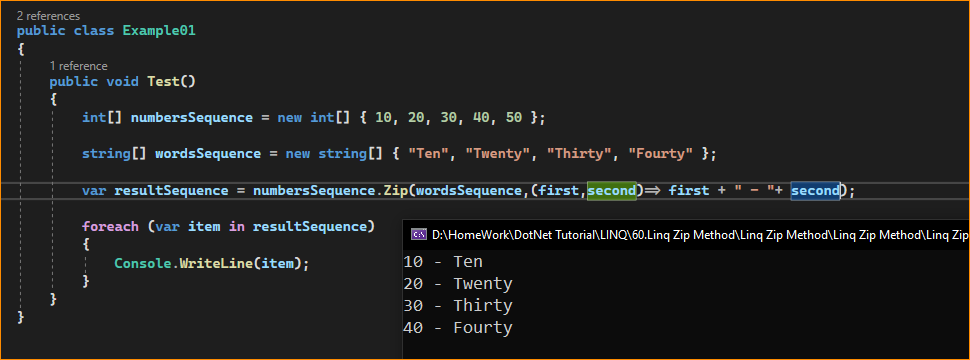 2 references
public class Example01
{
1 reference
public void Test()
{
int[] numbersSequence = new int[] { 10, 20, 30, 40, 50 };
string[] wordsSequence = new string[] { "Ten", "Twenty", "Thirty", "Fourty" };
var resultSequence = numbersSequence.Zip(wordsSequence,(first,second)=> first + " - "+ second);
foreach (var item in resultSequence)
{
Console.WriteLine(item);
}
}
}
D:\HomeWork\DotNet Tutorial\LINQ\60.Linq Zip Method\Linq Zip Method\Linq Zip Method\Linq Zip
10 - Ten
20 - Twenty
30 - Thirty
40 - Fourty